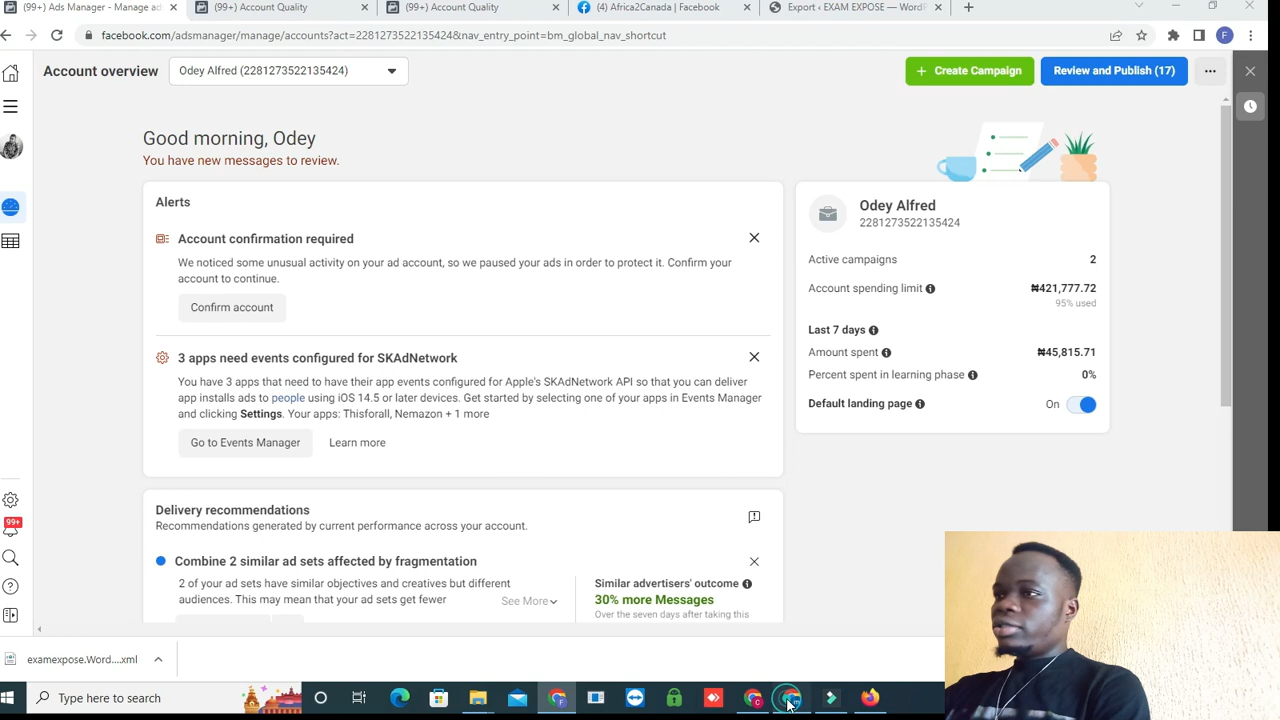 (99+) Ads Manager - Manage ad
(99+) Account Quality
(99+) Account Quality
(4) Africa2Canada | Facebook
Export ‹ EXAM EXPOSE — WordP
facebook.com/adsmanager/manage/accounts?act=2281273522135424&nav_entry_point=bm_global_nav_shortcut
F
Account overview
Odey Alfred (2281273522135424)
+ Create Campaign
Review and Publish (17)
Good morning, Odey
You have new messages to review.
Alerts
Account confirmation required
We noticed some unusual activity on your ad account, so we paused your ads in order to protect it. Confirm your
account to continue.
Confirm account
3 apps need events configured for SKAdNetwork
You have 3 apps that need to have their app events configured for Apple's SKAdNetwork API so that you can deliver
app installs ads to people using iOS 14.5 or later devices. Get started by selecting one of your apps in Events Manager
and clicking Settings. Your apps: Thisforall, Nemazon + 1 more
Go to Events Manager
Learn more
Odey Alfred
2281273522135424
Active campaigns 2
Account spending limit ₦421,777.72
95% used
Last 7 days
Amount spent ₦45,815.71
Percent spent in learning phase 0%
Default landing page On
Delivery recommendations
Recommendations generated by current performance across your account.
Combine 2 similar ad sets affected by fragmentation
2 of your ad sets have similar objectives and creatives but different
audiences. This may mean that your ad sets get fewer
See More
Similar advertisers' outcome
30% more Messages
Over the seven days after taking this
99+
examexpose.Word....xml
Type here to search